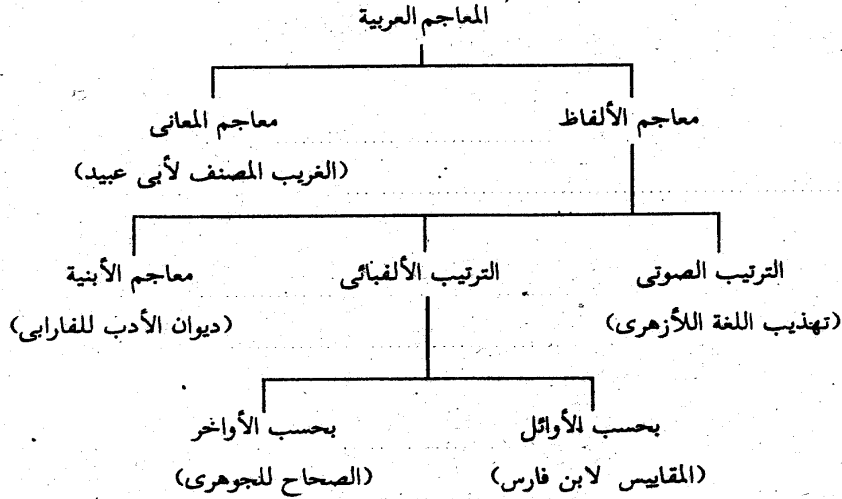 المعاجم العربية
معاجم الألفاظ
معاجم المعانى
(الغريب المصنف لأبى عبيد)
الترتيب الصوتى
الترتيب الألفبائى
معاجم الأبنية
(تهذيب اللغة اللأزهرى)
(ديوان الأدب للفارابى)
بحسب الأوائل
بحسب الأواخر
(المقاييس لابن فارس)
(الصحاح للجوهرى)